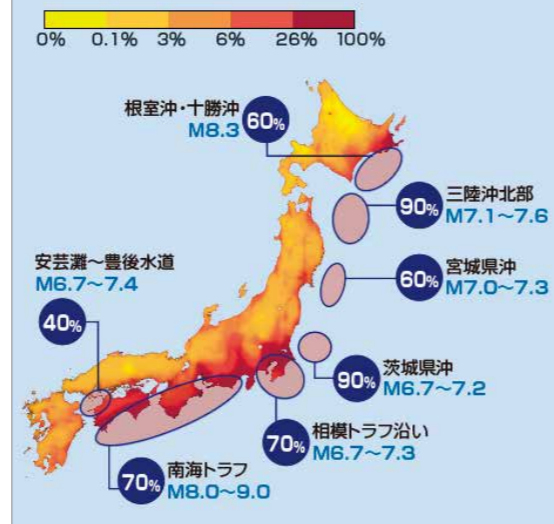 0% 0.1% 3% 6% 26% 100%
根室沖・十勝沖
M8.3
60%
三陸沖北部
90%
M7.1～7.6
安芸灘～豊後水道
M6.7～7.4
40%
宮城県沖
60%
M7.0～7.3
茨城県沖
90%
M6.7～7.2
相模トラフ沿い
70%
M6.7～7.3
南海トラフ
70%
M8.0～9.0